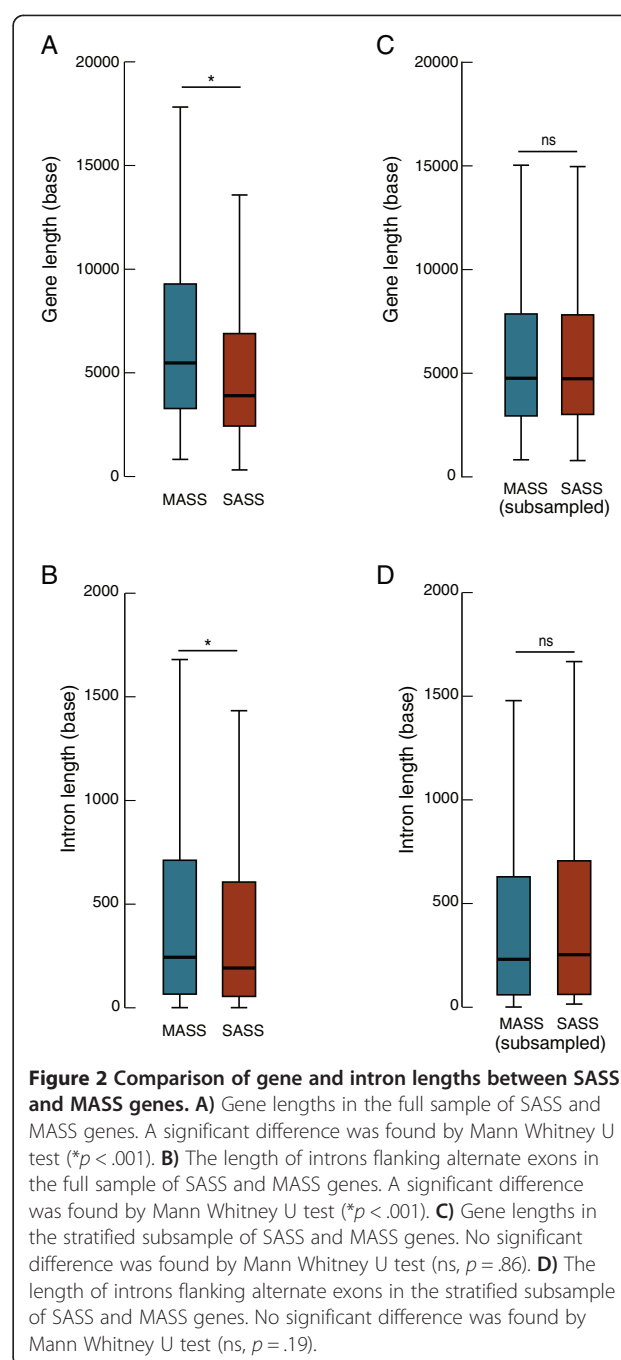 A
20000
15000
10000
5000
0
Gene length (base)
*
MASS SASS
C
20000
15000
10000
5000
0
Gene length (base)
ns
MASS SASS
(subsampled)
B
2000
1500
1000
500
0
Intron length (base)
*
MASS SASS
D
2000
1500
1000
500
0
Intron length (base)
ns
MASS SASS
(subsampled)
Figure 2 Comparison of gene and intron lengths between SASS
and MASS genes. A) Gene lengths in the full sample of SASS and
MASS genes. A significant difference was found by Mann Whitney U
test (*p < .001). B) The length of introns flanking alternate exons in
the full sample of SASS and MASS genes. A significant difference
was found by Mann Whitney U test (*p < .001). C) Gene lengths in
the stratified subsample of SASS and MASS genes. No significant
difference was found by Mann Whitney U test (ns, p = .86). D) The
length of introns flanking alternate exons in the stratified subsample
of SASS and MASS genes. No significant difference was found by
Mann Whitney U test (ns, p = .19).